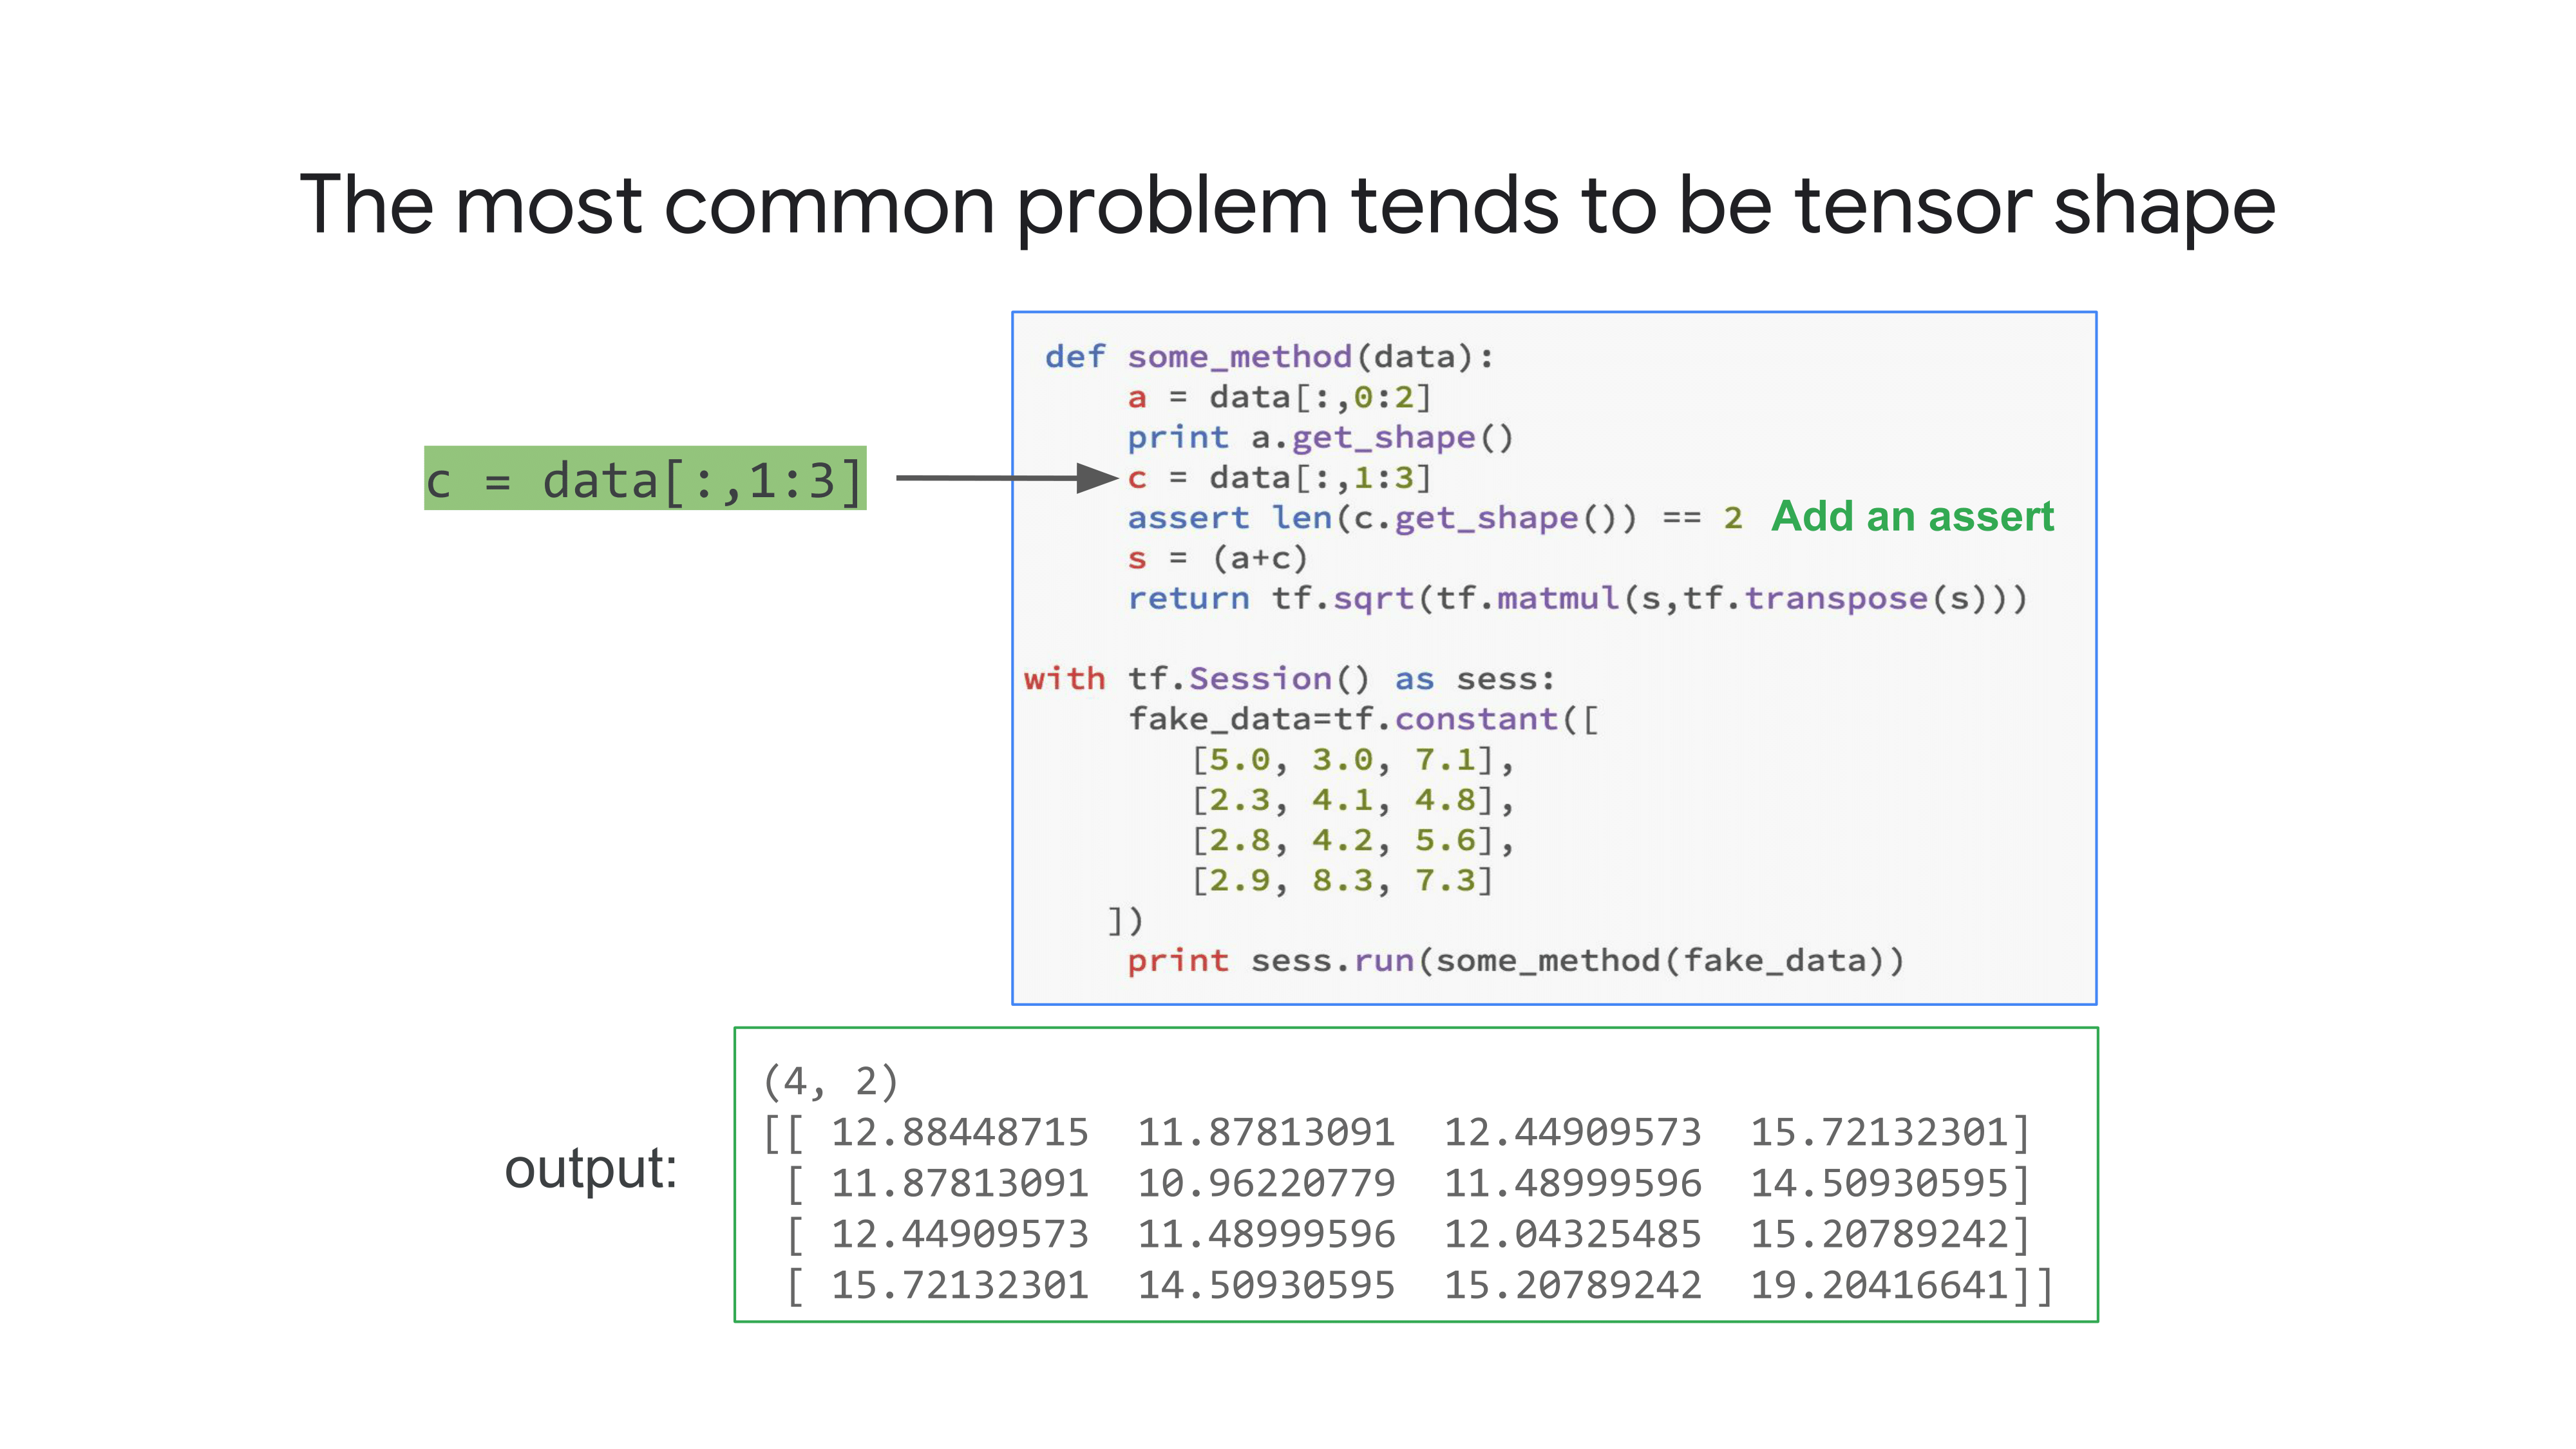 The most common problem tends to be tensor shape
c = data[:,1:3]
def some_method(data):
a = data[:,0:2]
print a.get_shape()
c = data[:,1:3]
assert len(c.get_shape()) == 2 Add an assert
s = (a+c)
return tf.sqrt(tf.matmul(s,tf.transpose(s)))
with tf.Session() as sess:
fake_data=tf.constant([
[5.0, 3.0, 7.1],
[2.3, 4.1, 4.8],
[2.8, 4.2, 5.6],
[2.9, 8.3, 7.3]
])
print sess.run(some_method(fake_data))
output:
(4, 2)
[[ 12.88448715 11.87813091 12.44909573 15.72132301]
[ 11.87813091 10.96220779 11.48999596 14.50930595]
[ 12.44909573 11.48999596 12.04325485 15.20789242]
[ 15.72132301 14.50930595 15.20789242 19.20416641]]